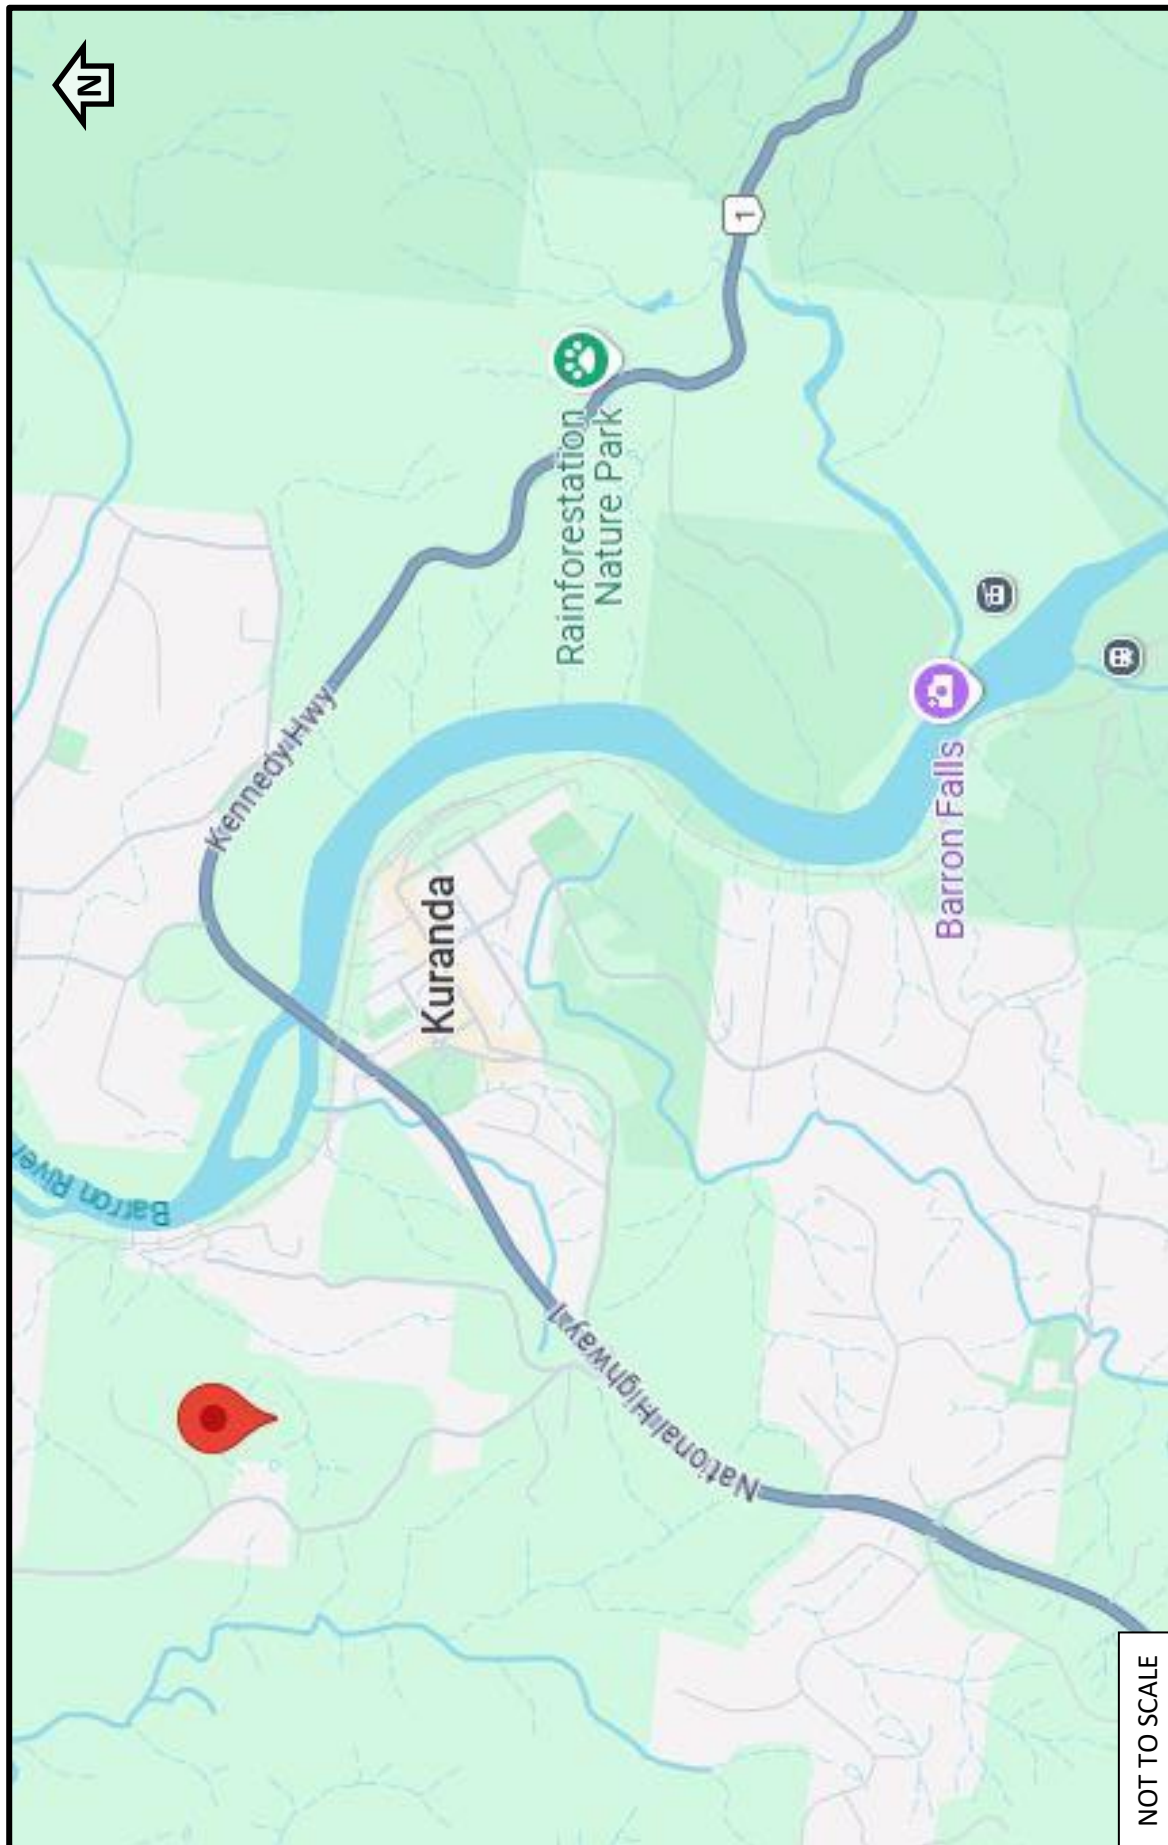 N
Barron River
Kennedy Hwy
1
Rainforestation
Nature Park
Kuranda
Barron Falls
National Highway 1
NOT TO SCALE